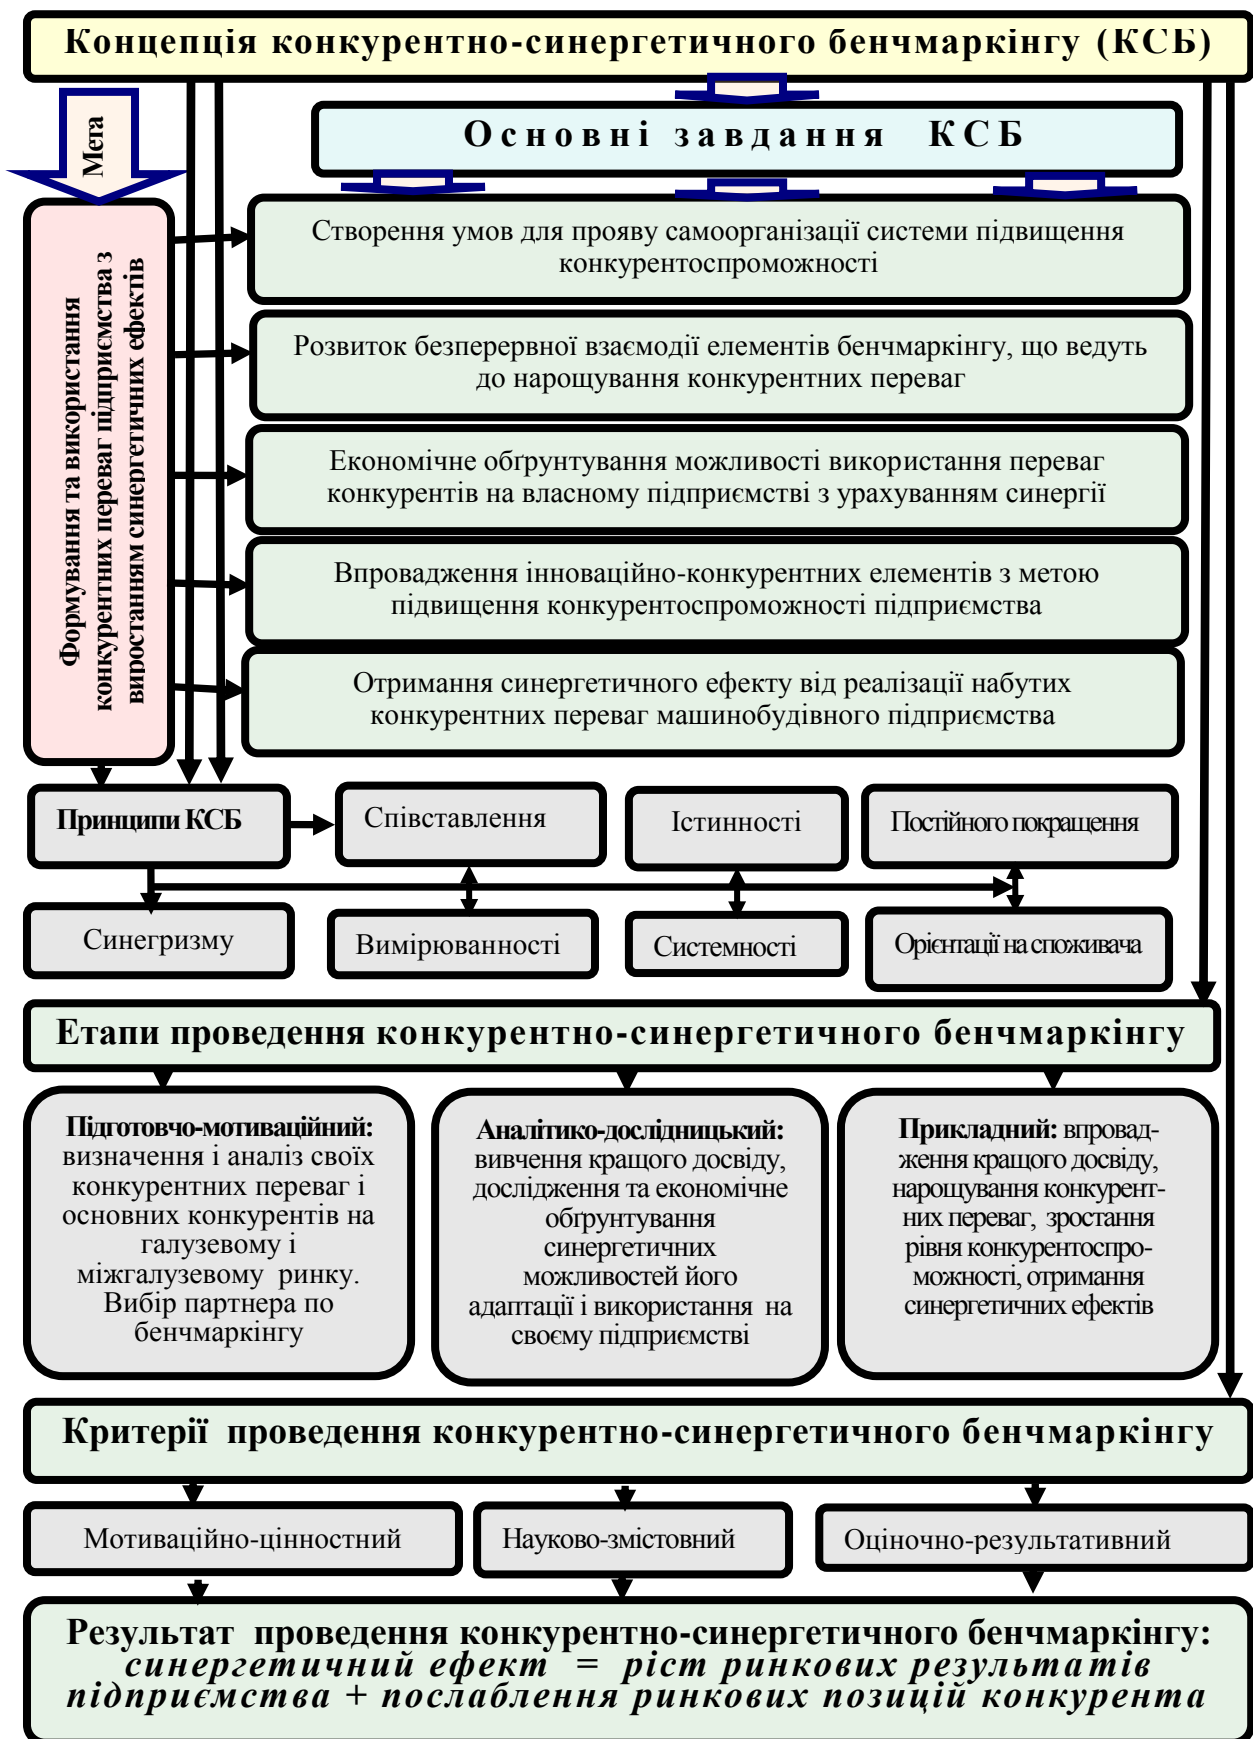 Концепція конкурентно-синергетичного бенчмаркінгу (КСБ)
Мета
Основні завдання КСБ
Формування та використання
конкурентних переваг підприємства з
виростанням синергетичних ефектів
Створення умов для прояву самоорганізації системи підвищення
конкурентоспроможності
Розвиток безперервної взаємодії елементів бенчмаркінгу, що ведуть
до нарощування конкурентних переваг
Економічне обґрунтування можливості використання переваг
конкурентів на власному підприємстві з урахуванням синергії
Впровадження інноваційно-конкурентних елементів з метою
підвищення конкурентоспроможності підприємства
Отримання синергетичного ефекту від реалізації набутих
конкурентних переваг машинобудівного підприємства
Принципи КСБ
Співставлення
Істинності
Постійного покращення
Синегризму
Вимірюванності
Системності
Орієнтації на споживача
Етапи проведення конкурентно-синергетичного бенчмаркінгу
Підготовчо-мотиваційний:
визначення і аналіз своїх
конкурентних переваг і
основних конкурентів на
галузевому і
міжгалузевому ринку.
Вибір партнера по
бенчмаркінгу
Аналітико-дослідницький:
вивчення кращого досвіду,
дослідження та економічне
обґрунтування
синергетичних
можливостей його
адаптації і використання на
своєму підприємстві
Прикладний: впровад-
ження кращого досвіду,
нарощування конкурент-
них переваг, зростання
рівня конкурентоспро-
можності, отримання
синергетичних ефектів
Критерії проведення конкурентно-синергетичного бенчмаркінгу
Мотиваційно-цінностний
Науково-змістовний
Оціночно-результативний
Результат проведення конкурентно-синергетичного бенчмаркінгу:
синергетичний ефект = ріст ринкових результатів
підприємства + послаблення ринкових позицій конкурента